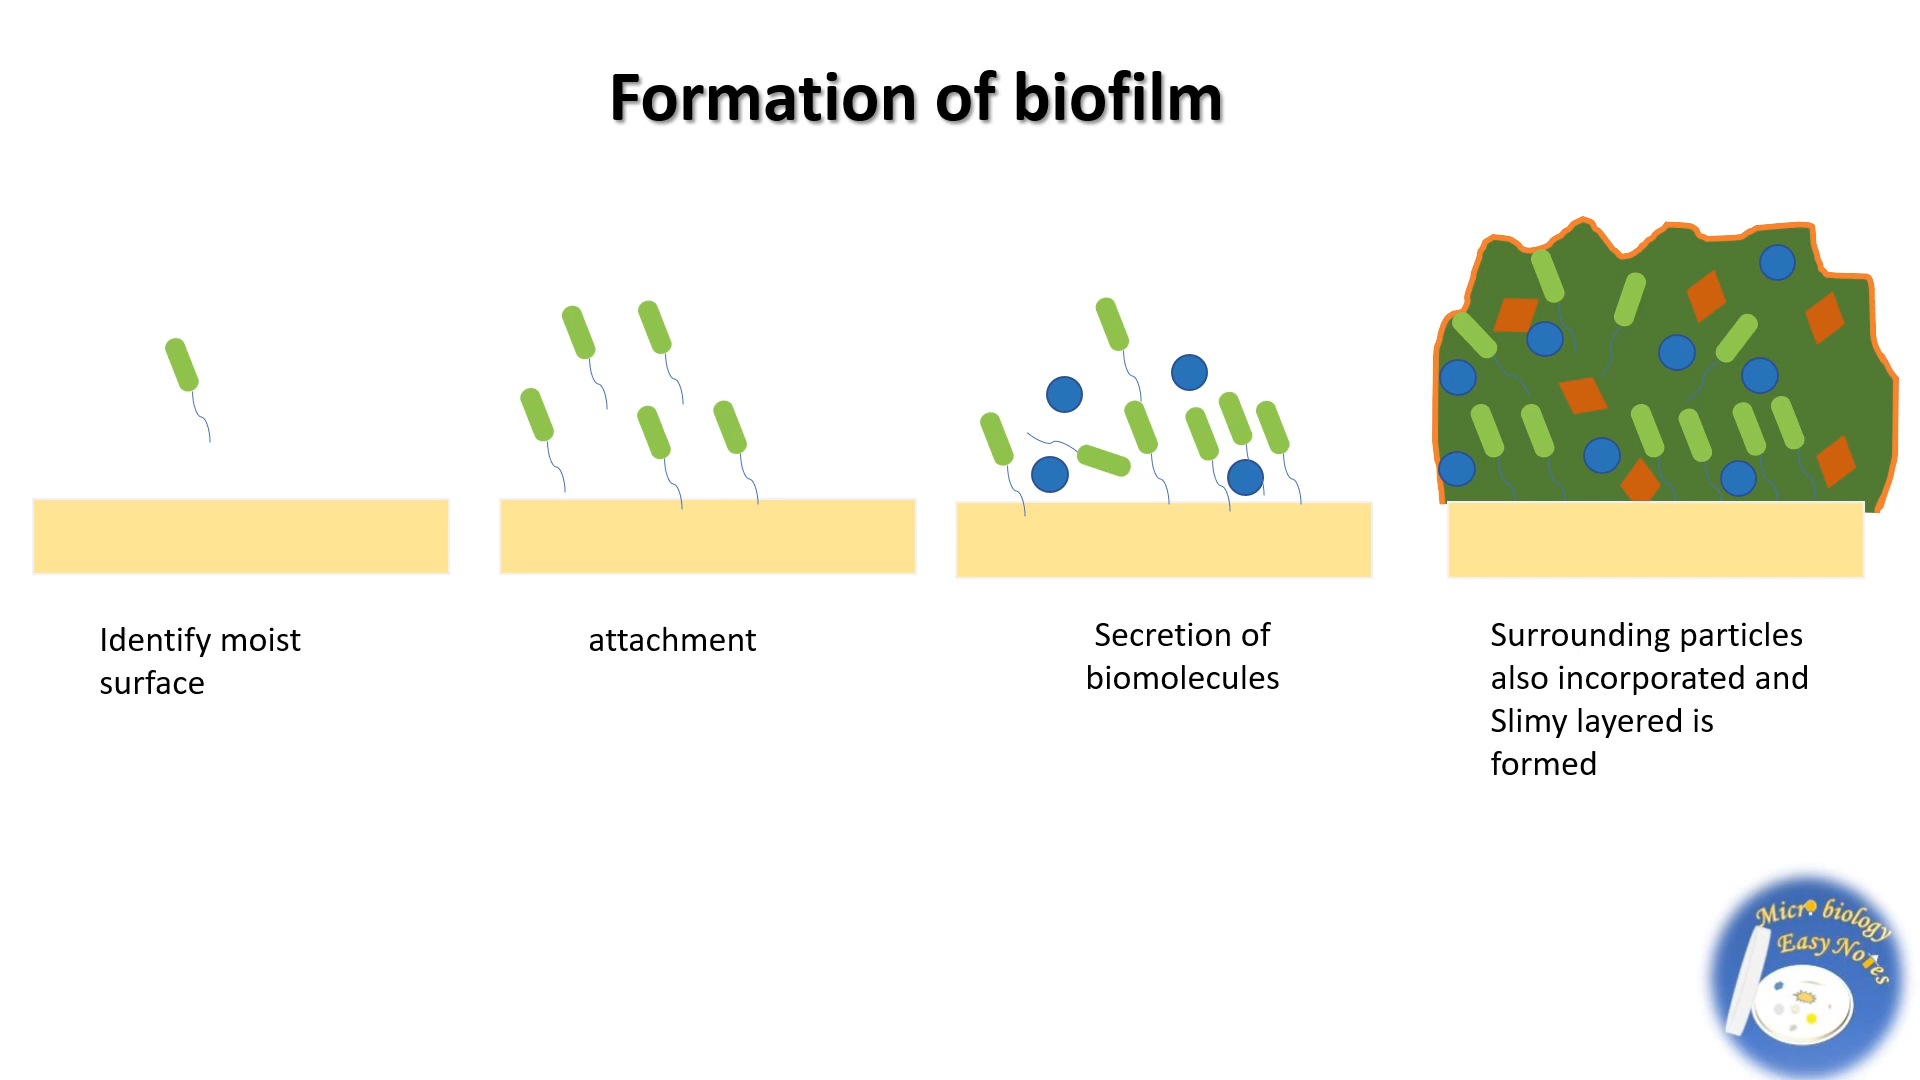 Formation of biofilm
Identify moist
surface
attachment
Secretion of
biomolecules
Surrounding particles
also incorporated and
Slimy layered is
formed
Micro biology
Easy Notes